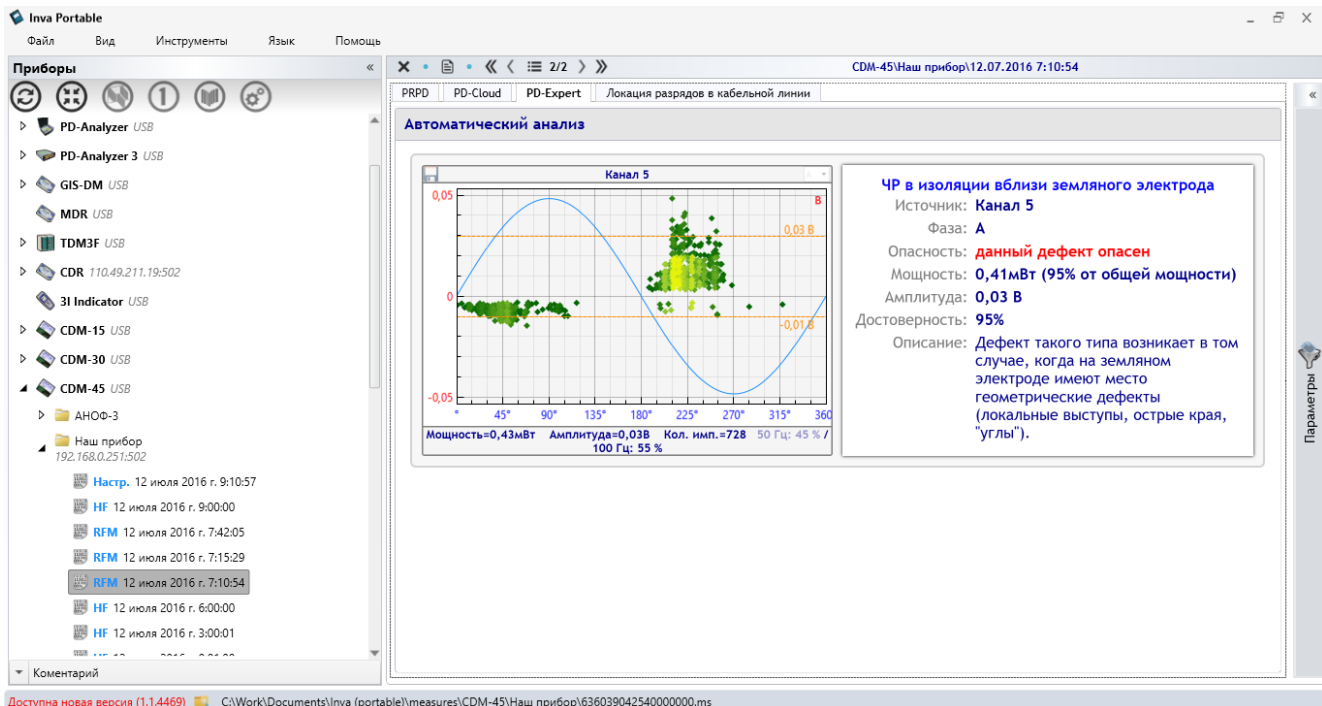 Inva Portable
Файл Вид Инструменты Язык Помощь
Приборы «
PD-Analyzer USB
PD-Analyzer 3 USB
GIS-DM USB
MDR USB
TDM3F USB
CDR 110.49.211.19:502
3I Indicator USB
CDM-15 USB
CDM-30 USB
CDM-45 USB
АНОФ-3
Наш прибор
192.168.0.251:502
Настр. 12 июля 2016 г. 9:10:57
HF 12 июля 2016 г. 9:00:00
RFM 12 июля 2016 г. 7:42:05
RFM 12 июля 2016 г. 7:15:29
RFM 12 июля 2016 г. 7:10:54
HF 12 июля 2016 г. 6:00:00
HF 12 июля 2016 г. 3:00:01
Коментарий
2/2
CDM-45\Наш прибор\12.07.2016 7:10:54
PRPD PD-Cloud PD-Expert Локация разрядов в кабельной линии
Автоматический анализ
Канал 5
0,05
В
0,03 В
0
-0,01 В
-0,05
° 45° 90° 135° 180° 225° 270° 315° 360
Мощность=0,43мВт Амплитуда=0,03В Кол. имп.=728 50 Гц: 45 % /
100 Гц: 55 %
ЧР в изоляции вблизи земляного электрода
Источник: Канал 5
Фаза: A
Опасность: данный дефект опасен
Мощность: 0,41мВт (95% от общей мощности)
Амплитуда: 0,03 В
Достоверность: 95%
Описание: Дефект такого типа возникает в том
случае, когда на земляном
электроде имеют место
геометрические дефекты
(локальные выступы, острые края,
"углы").
«
Параметры
Доступна новая версия (1.1.4469) C:\Work\Documents\Inva (portable)\measures\CDM-45\Наш прибор\636039042540000000.ms